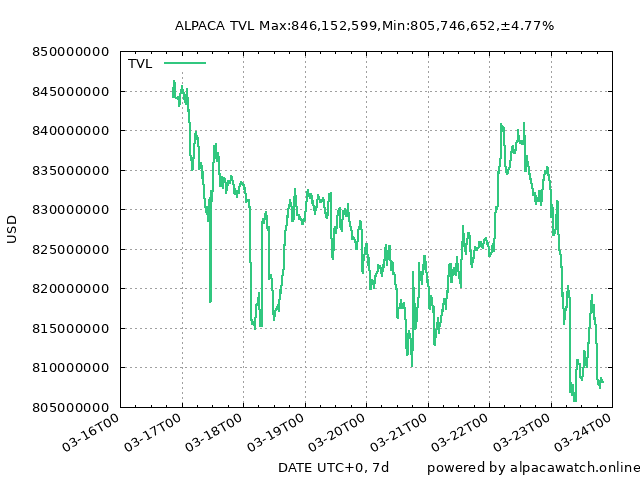 ALPACA TVL Max:846,152,599,Min:805,746,652,±4.77%
850000000
TVL
845000000
840000000
835000000
830000000
USD
825000000
820000000
815000000
810000000
805000000
03-16T00 03-17T00 03-18T00 03-19T00 03-20T00 03-21T00 03-22T00 03-23T00 03-24T00
DATE UTC+0, 7d powered by alpacawatch.online